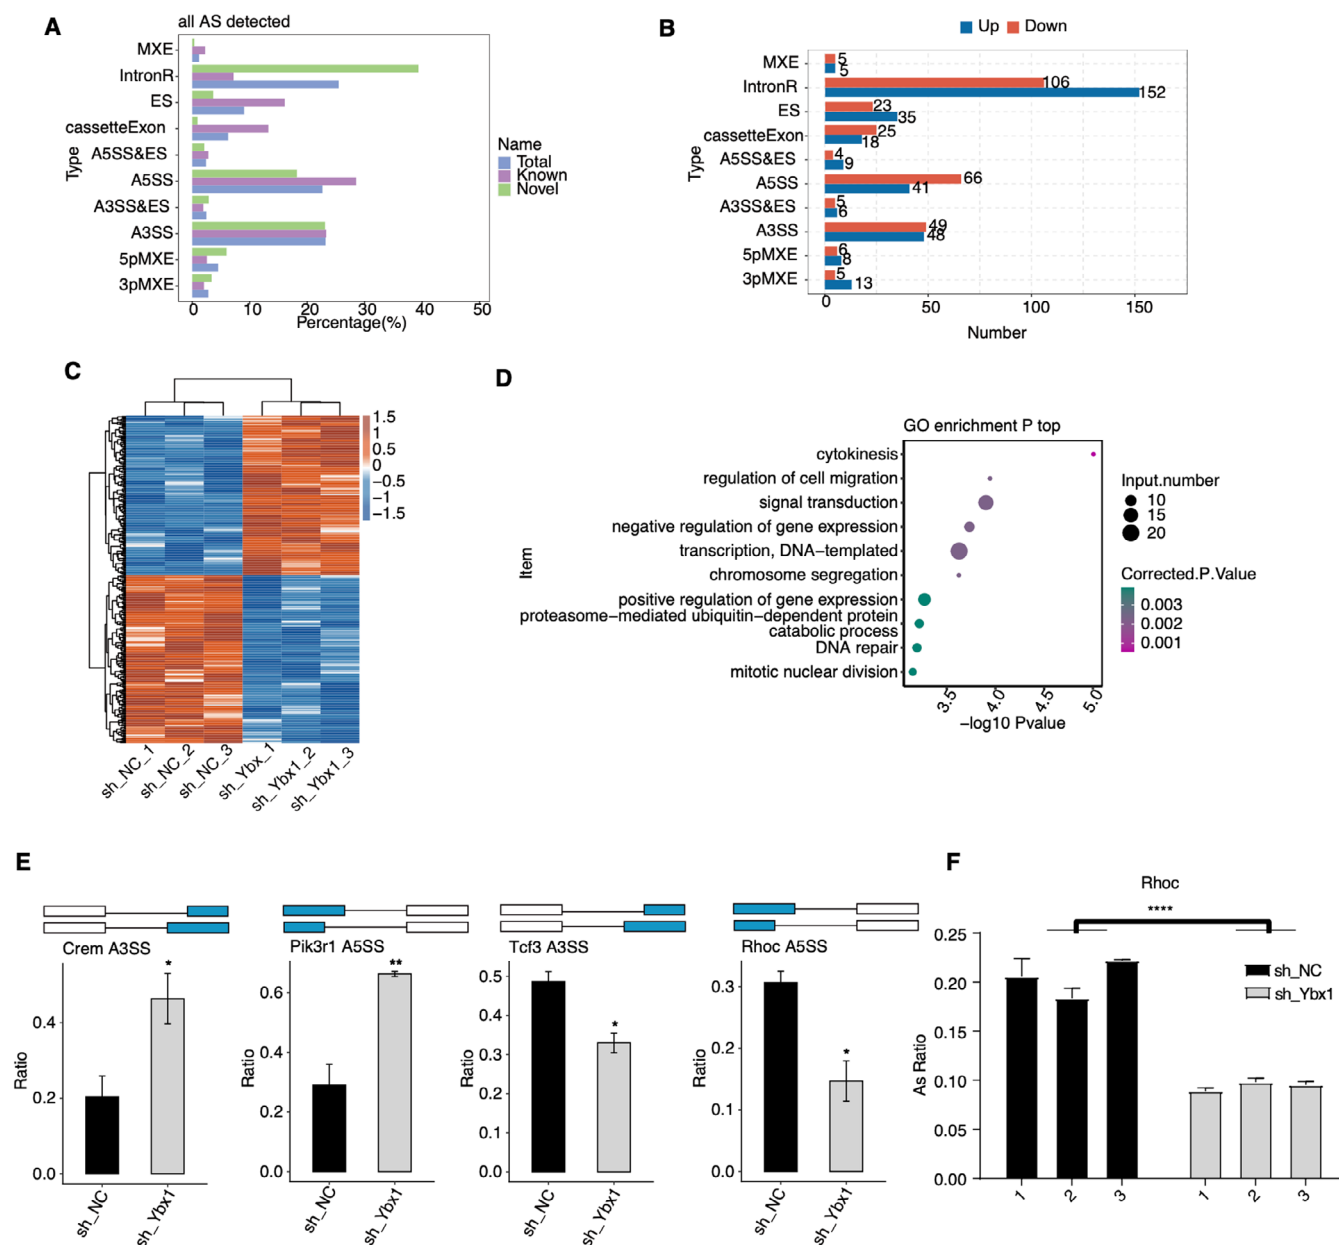 A
all AS detected
MXE
IntronR
ES
cassetteExon
A5SS&ES
A5SS
A3SS&ES
A3SS
5pMXE
3pMXE
Type
0 10 20 30 40 50
Percentage(%)
Name
Total
Known
Novel
B
Up Down
MXE
IntronR
ES
cassetteExon
A5SS&ES
A5SS
A3SS&ES
A3SS
5pMXE
3pMXE
Type
5
5
106
152
23
35
25
18
4
9
66
41
5
6
49
48
6
8
5
13
0 50 100 150
Number
C
1.5
1
0.5
0
−0.5
−1
−1.5
sh_NC_1
sh_NC_2
sh_NC_3
sh_Ybx_1
sh_Ybx1_2
sh_Ybx1_3
D
GO enrichment P top
cytokinesis
regulation of cell migration
signal transduction
negative regulation of gene expression
transcription, DNA−templated
chromosome segregation
positive regulation of gene expression
proteasome−mediated ubiquitin−dependent protein
catabolic process
DNA repair
mitotic nuclear division
Item
3.5 4.0 4.5 5.0
−log10 Pvalue
Input.number
10
15
20
Corrected.P.Value
0.003
0.002
0.001
E
Crem A3SS
*
0.4
0.2
0.0
Ratio
sh_NC
sh_Ybx1
Pik3r1 A5SS
**
0.6
0.4
0.2
0.0
Ratio
sh_NC
sh_Ybx1
Tcf3 A3SS
*
0.5
0.4
0.3
0.2
0.1
0.0
Ratio
sh_NC
sh_Ybx1
Rhoc A5SS
*
0.3
0.2
0.1
0.0
Ratio
sh_NC
sh_Ybx1
F
Rhoc
****
0.25
0.20
0.15
0.10
0.05
0.00
As Ratio
sh_NC
sh_Ybx1
1 2 3 1 2 3